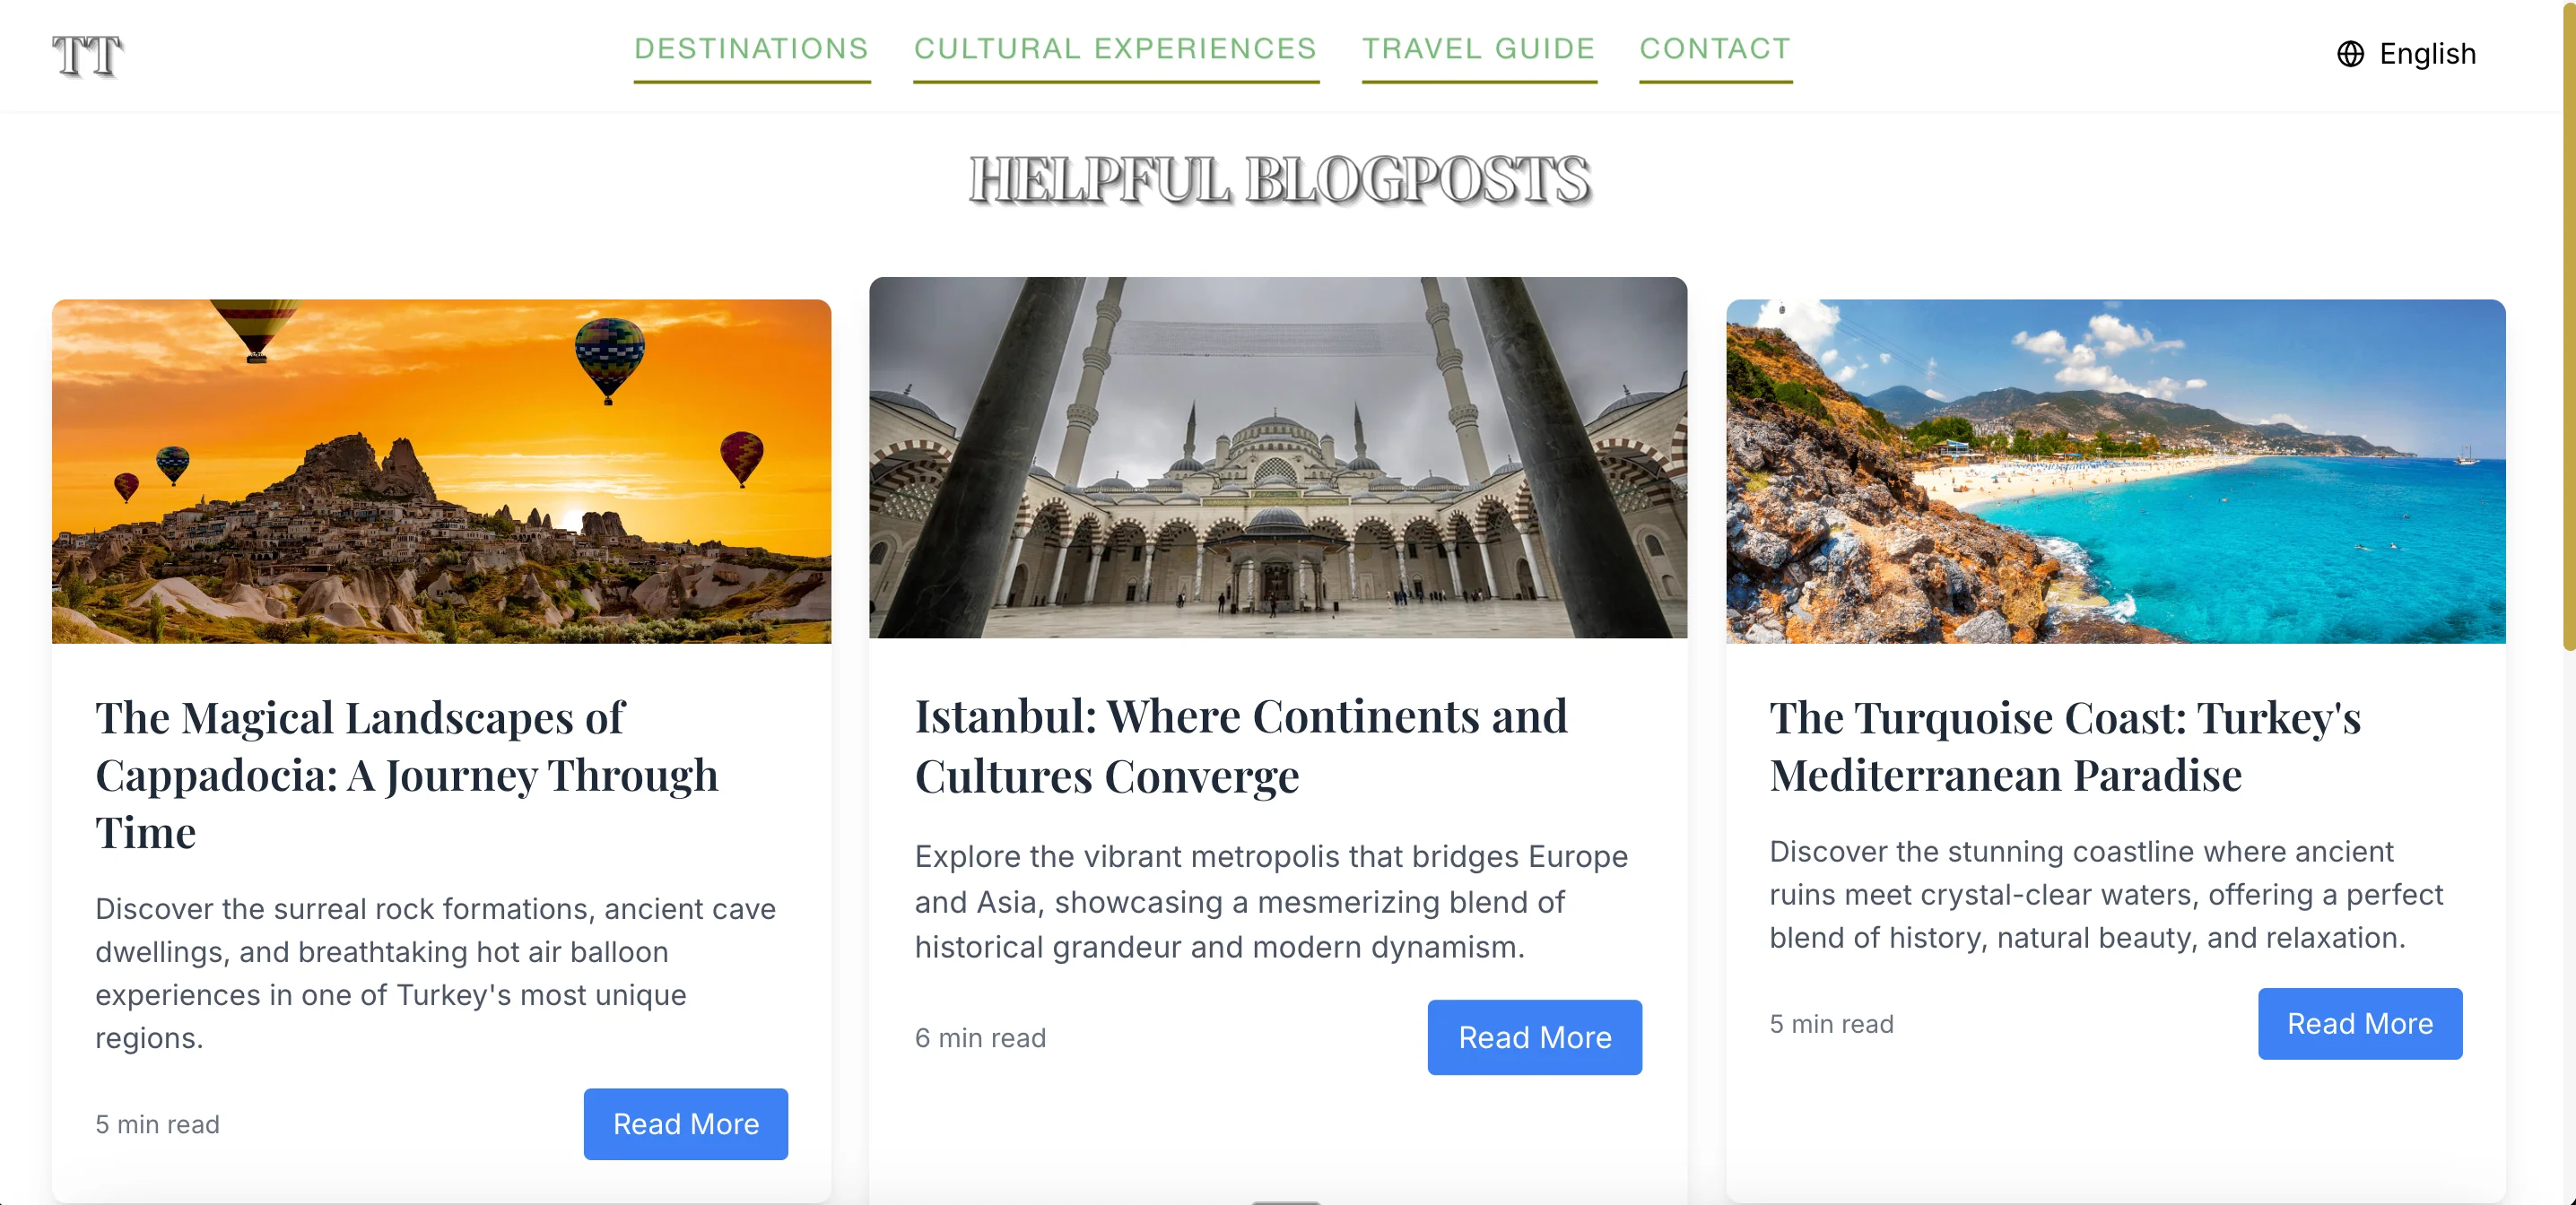 TT
DESTINATIONS
CULTURAL EXPERIENCES
TRAVEL GUIDE
CONTACT
English
HELPFUL BLOGPOSTS
The Magical Landscapes of
Cappadocia: A Journey Through
Time
Discover the surreal rock formations, ancient cave
dwellings, and breathtaking hot air balloon
experiences in one of Turkey's most unique
regions.
5 min read
Read More
Istanbul: Where Continents and
Cultures Converge
Explore the vibrant metropolis that bridges Europe
and Asia, showcasing a mesmerizing blend of
historical grandeur and modern dynamism.
6 min read
Read More
The Turquoise Coast: Turkey's
Mediterranean Paradise
Discover the stunning coastline where ancient
ruins meet crystal-clear waters, offering a perfect
blend of history, natural beauty, and relaxation.
5 min read
Read More